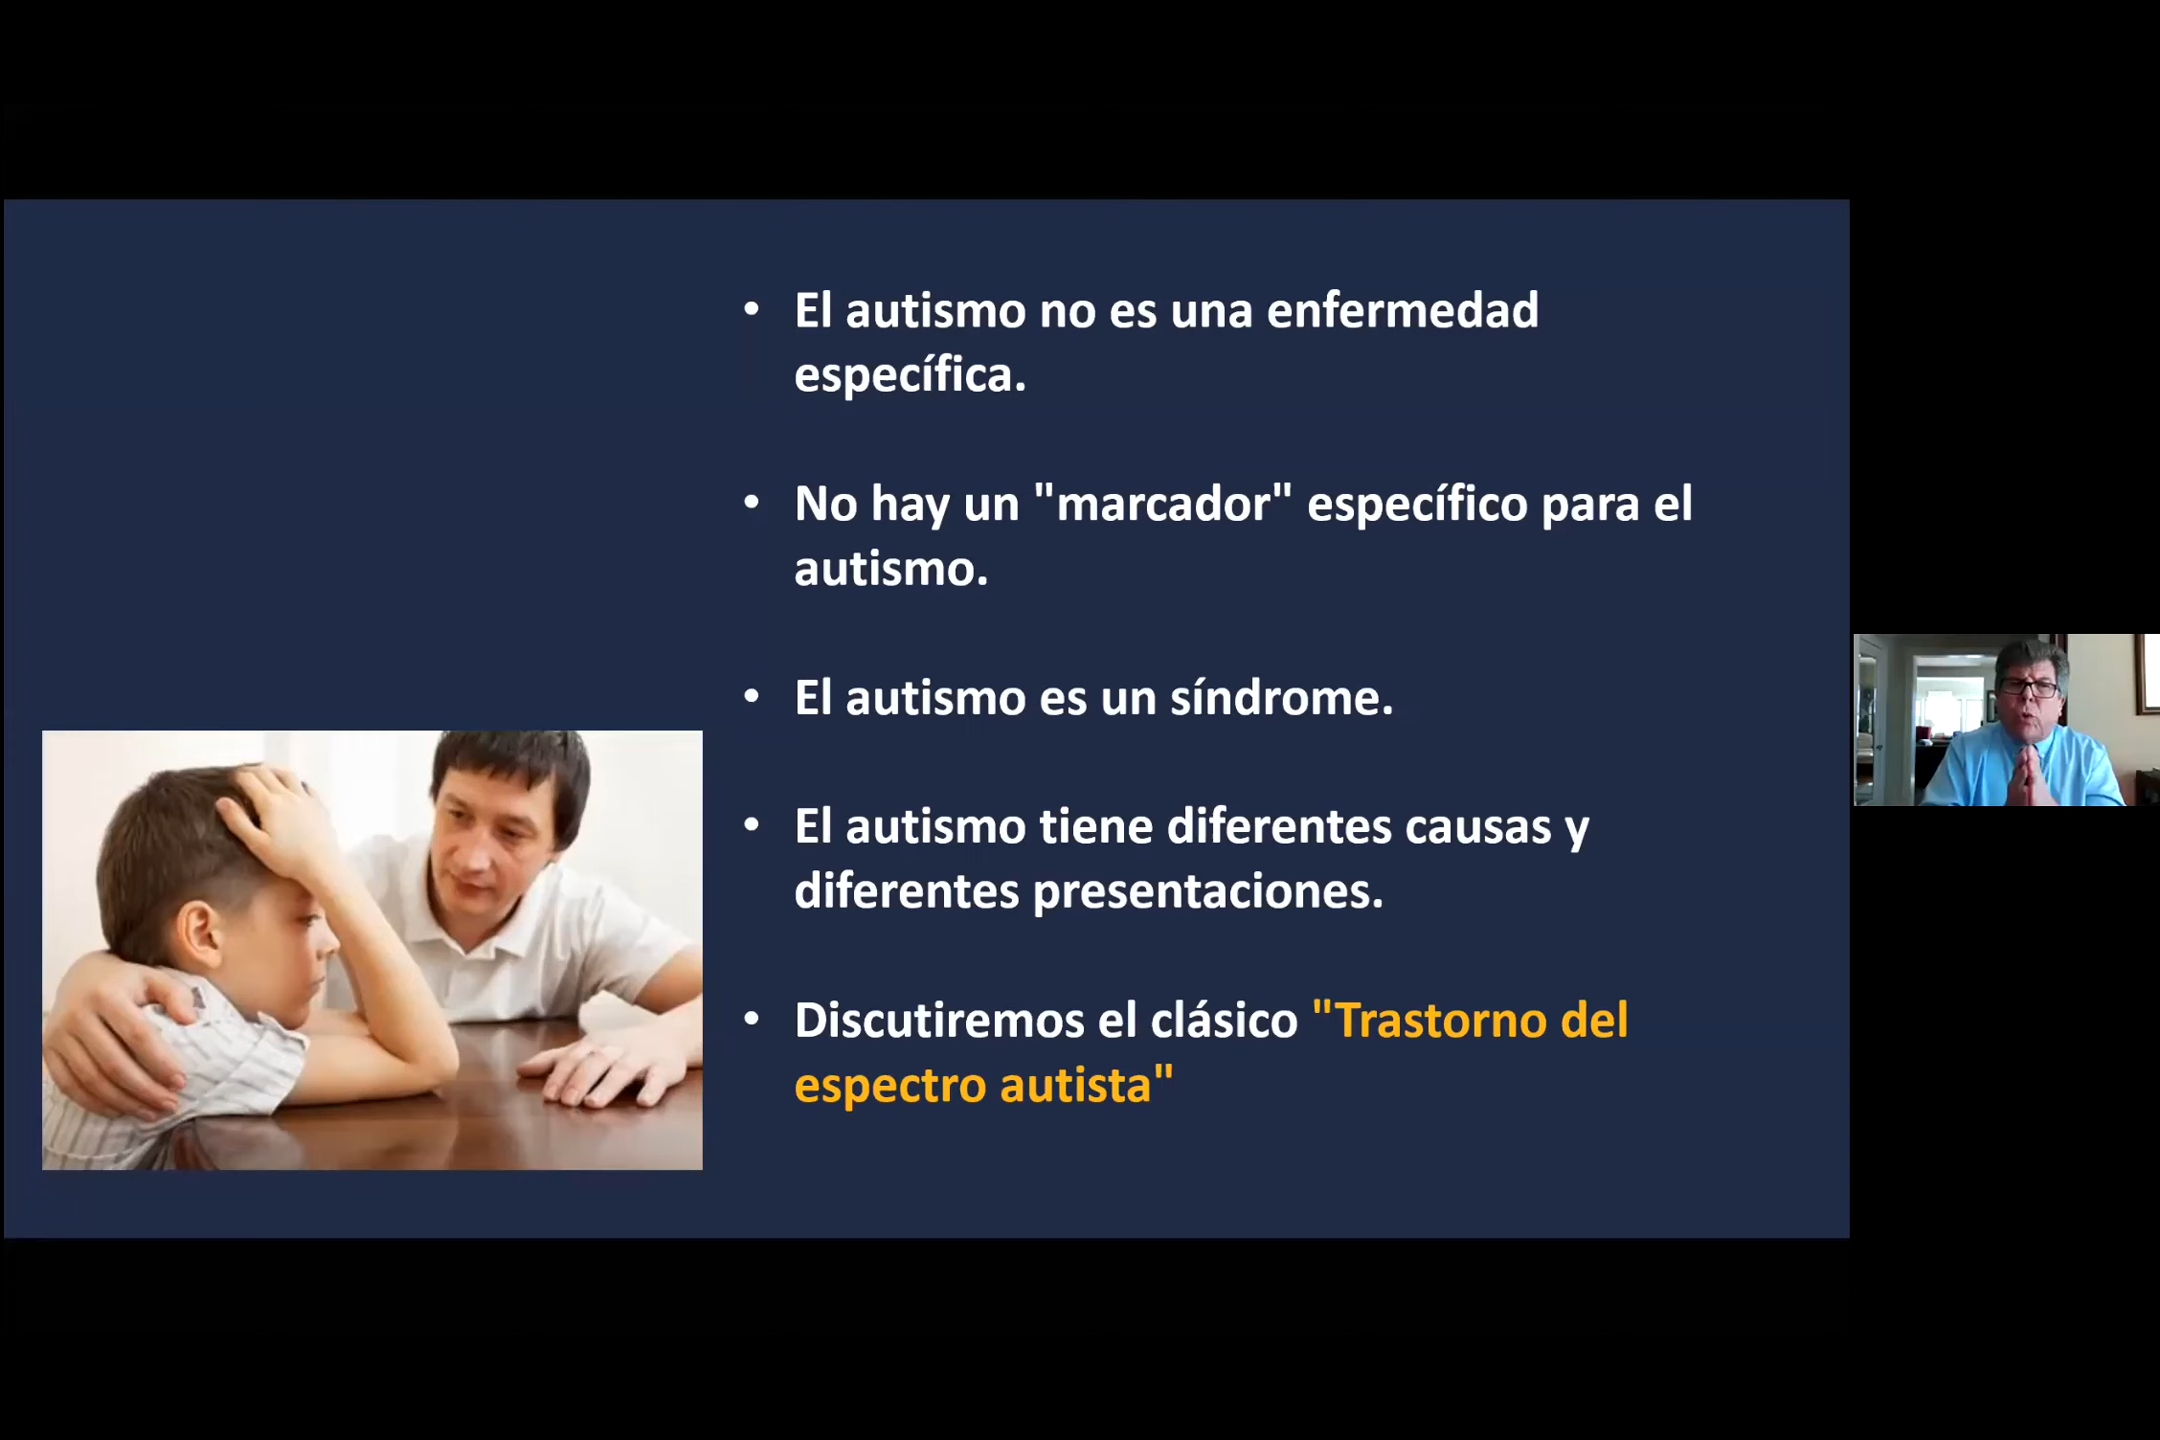 • El autismo no es una enfermedad
específica.
• No hay un "marcador" específico para el
autismo.
• El autismo es un síndrome.
• El autismo tiene diferentes causas y
diferentes presentaciones.
• Discutiremos el clásico "Trastorno del
espectro autista"